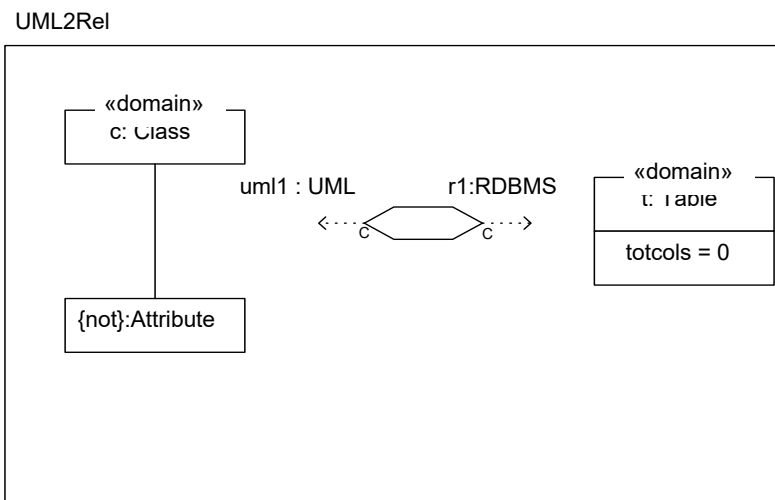 UML2Rel
«domain»
c: Class
uml1 : UML
r1:RDBMS
«domain»
t: Table
C
C
totcols = 0
{not}:Attribute